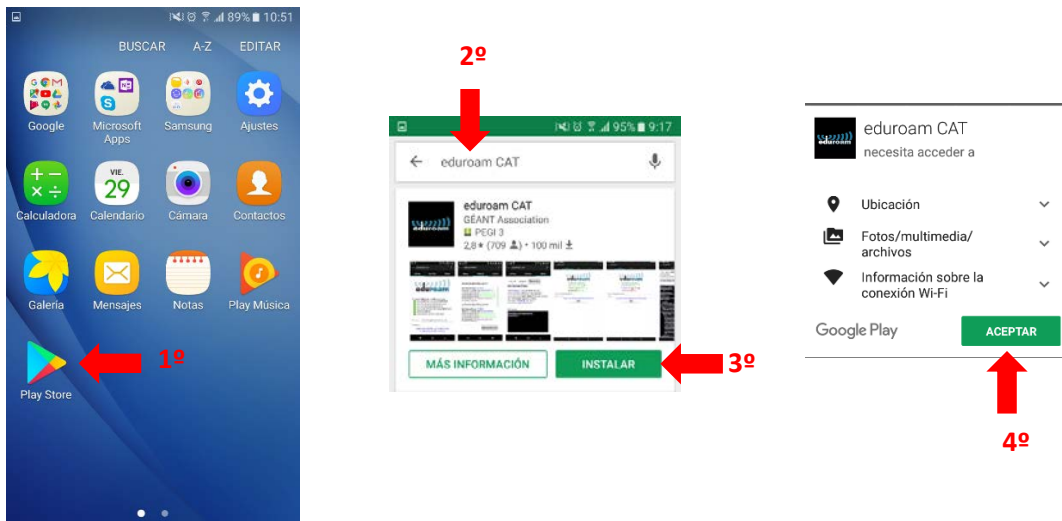 89% 10:51
BUSCAR A-Z EDITAR
Google
Microsoft
Apps
Samsung
Ajustes
VIE.
29
Calculadora
Calendario
Cámara
Contactos
Galería
Mensajes
Notas
Play Música
Play Store
1º
2º
95% 9:17
eduroam CAT
eduroam
eduroam CAT
GÉANT Association
PEGI 3
2,8 (709 ) • 100 mil
MÁS INFORMACIÓN
INSTALAR
3º
eduroam
eduroam CAT
necesita acceder a
Ubicación
Fotos/multimedia/
archivos
Información sobre la
conexión Wi-Fi
Google Play
ACEPTAR
4º